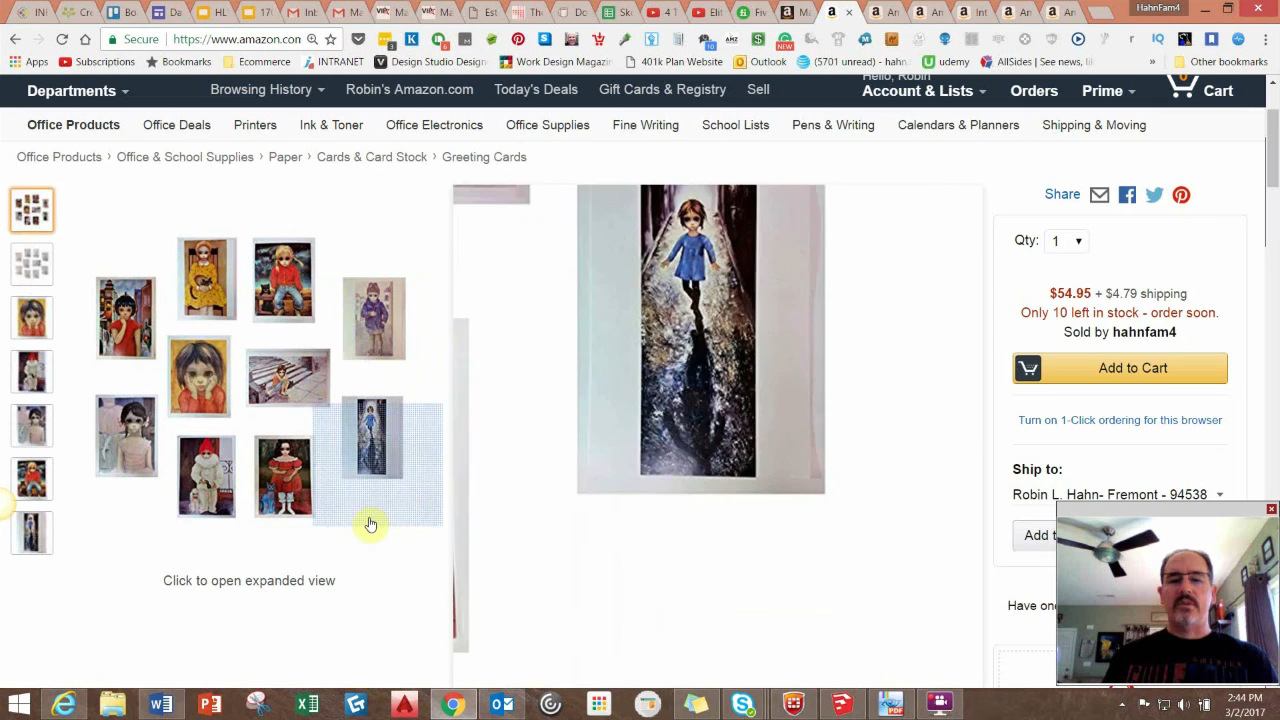 HahnFam4
Secure https://www.amazon.com
Apps Subscriptions Bookmarks Fundraising INTRANET Design Studio Desig Work Design Magazin 401k Plan Website Outlook (5701 unread) - hahn udemy AllSides | See news, li » Other bookmarks
Departments Browsing History Robin's Amazon.com Today's Deals Gift Cards & Registry Sell
Hello, Robin
Account & Lists Orders Prime Cart
Office Products Office Deals Printers Ink & Toner Office Electronics Office Supplies Fine Writing School Lists Pens & Writing Calendars & Planners Shipping & Moving
Office Products › Office & School Supplies › Paper › Cards & Card Stock › Greeting Cards
Share
Qty: 1
$54.95 + $4.79 shipping
Only 10 left in stock - order soon.
Sold by hahnfam4
Add to Cart
Turn on 1-Click ordering for this browser
Ship to:
Robin L. Hahn- Fremont - 94538
Add to
Have one
Click to open expanded view
2:44 PM
3/2/2017